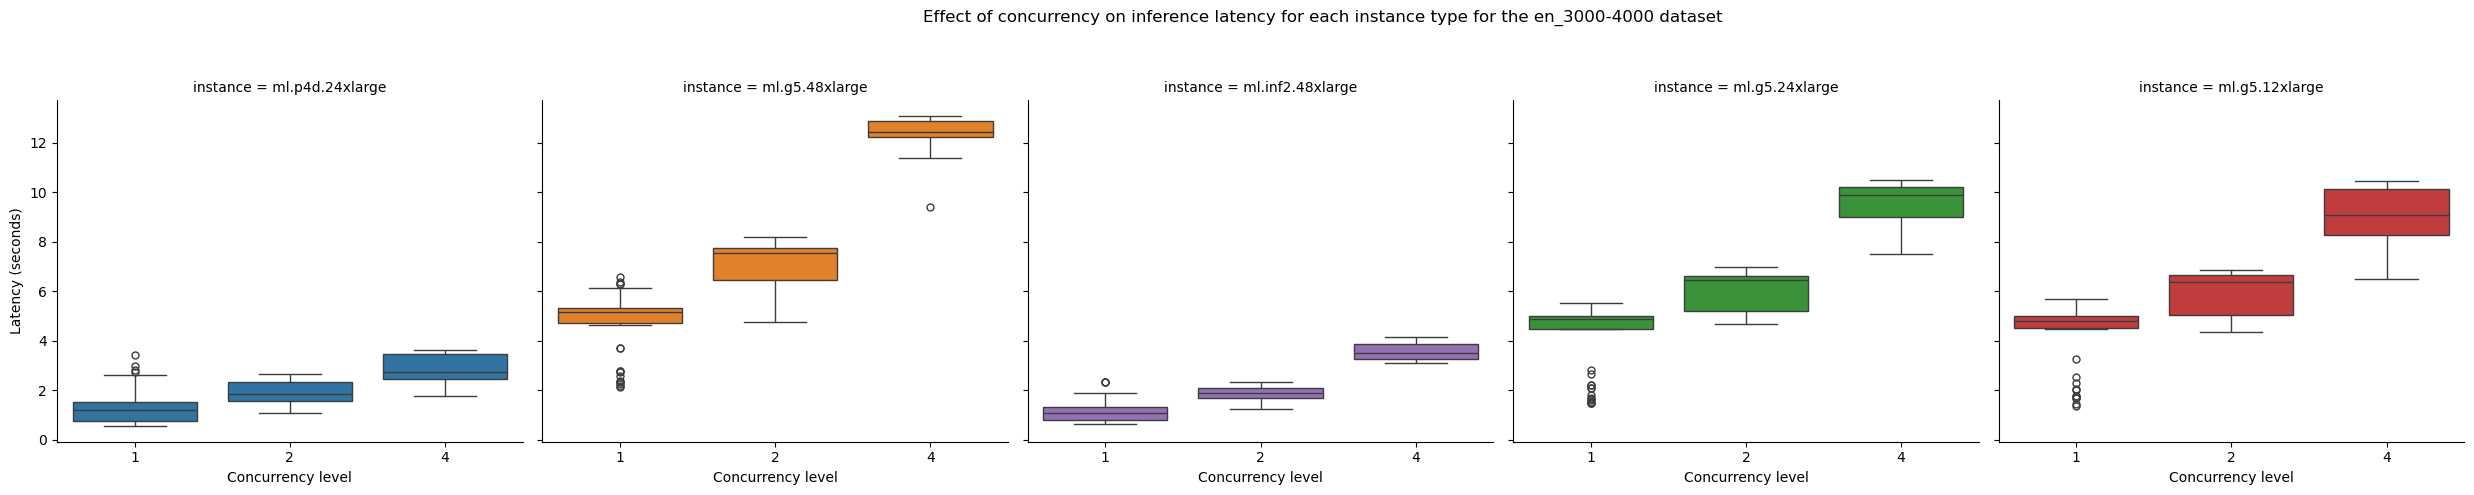 Effect of concurrency on inference latency for each instance type for the en_3000-4000 dataset
instance = ml.p4d.24xlarge
instance = ml.g5.48xlarge
instance = ml.inf2.48xlarge
instance = ml.g5.24xlarge
instance = ml.g5.12xlarge
Latency (seconds)
12
10
8
6
4
2
0
1 2 4
1 2 4
1 2 4
1 2 4
1 2 4
Concurrency level
Concurrency level
Concurrency level
Concurrency level
Concurrency level